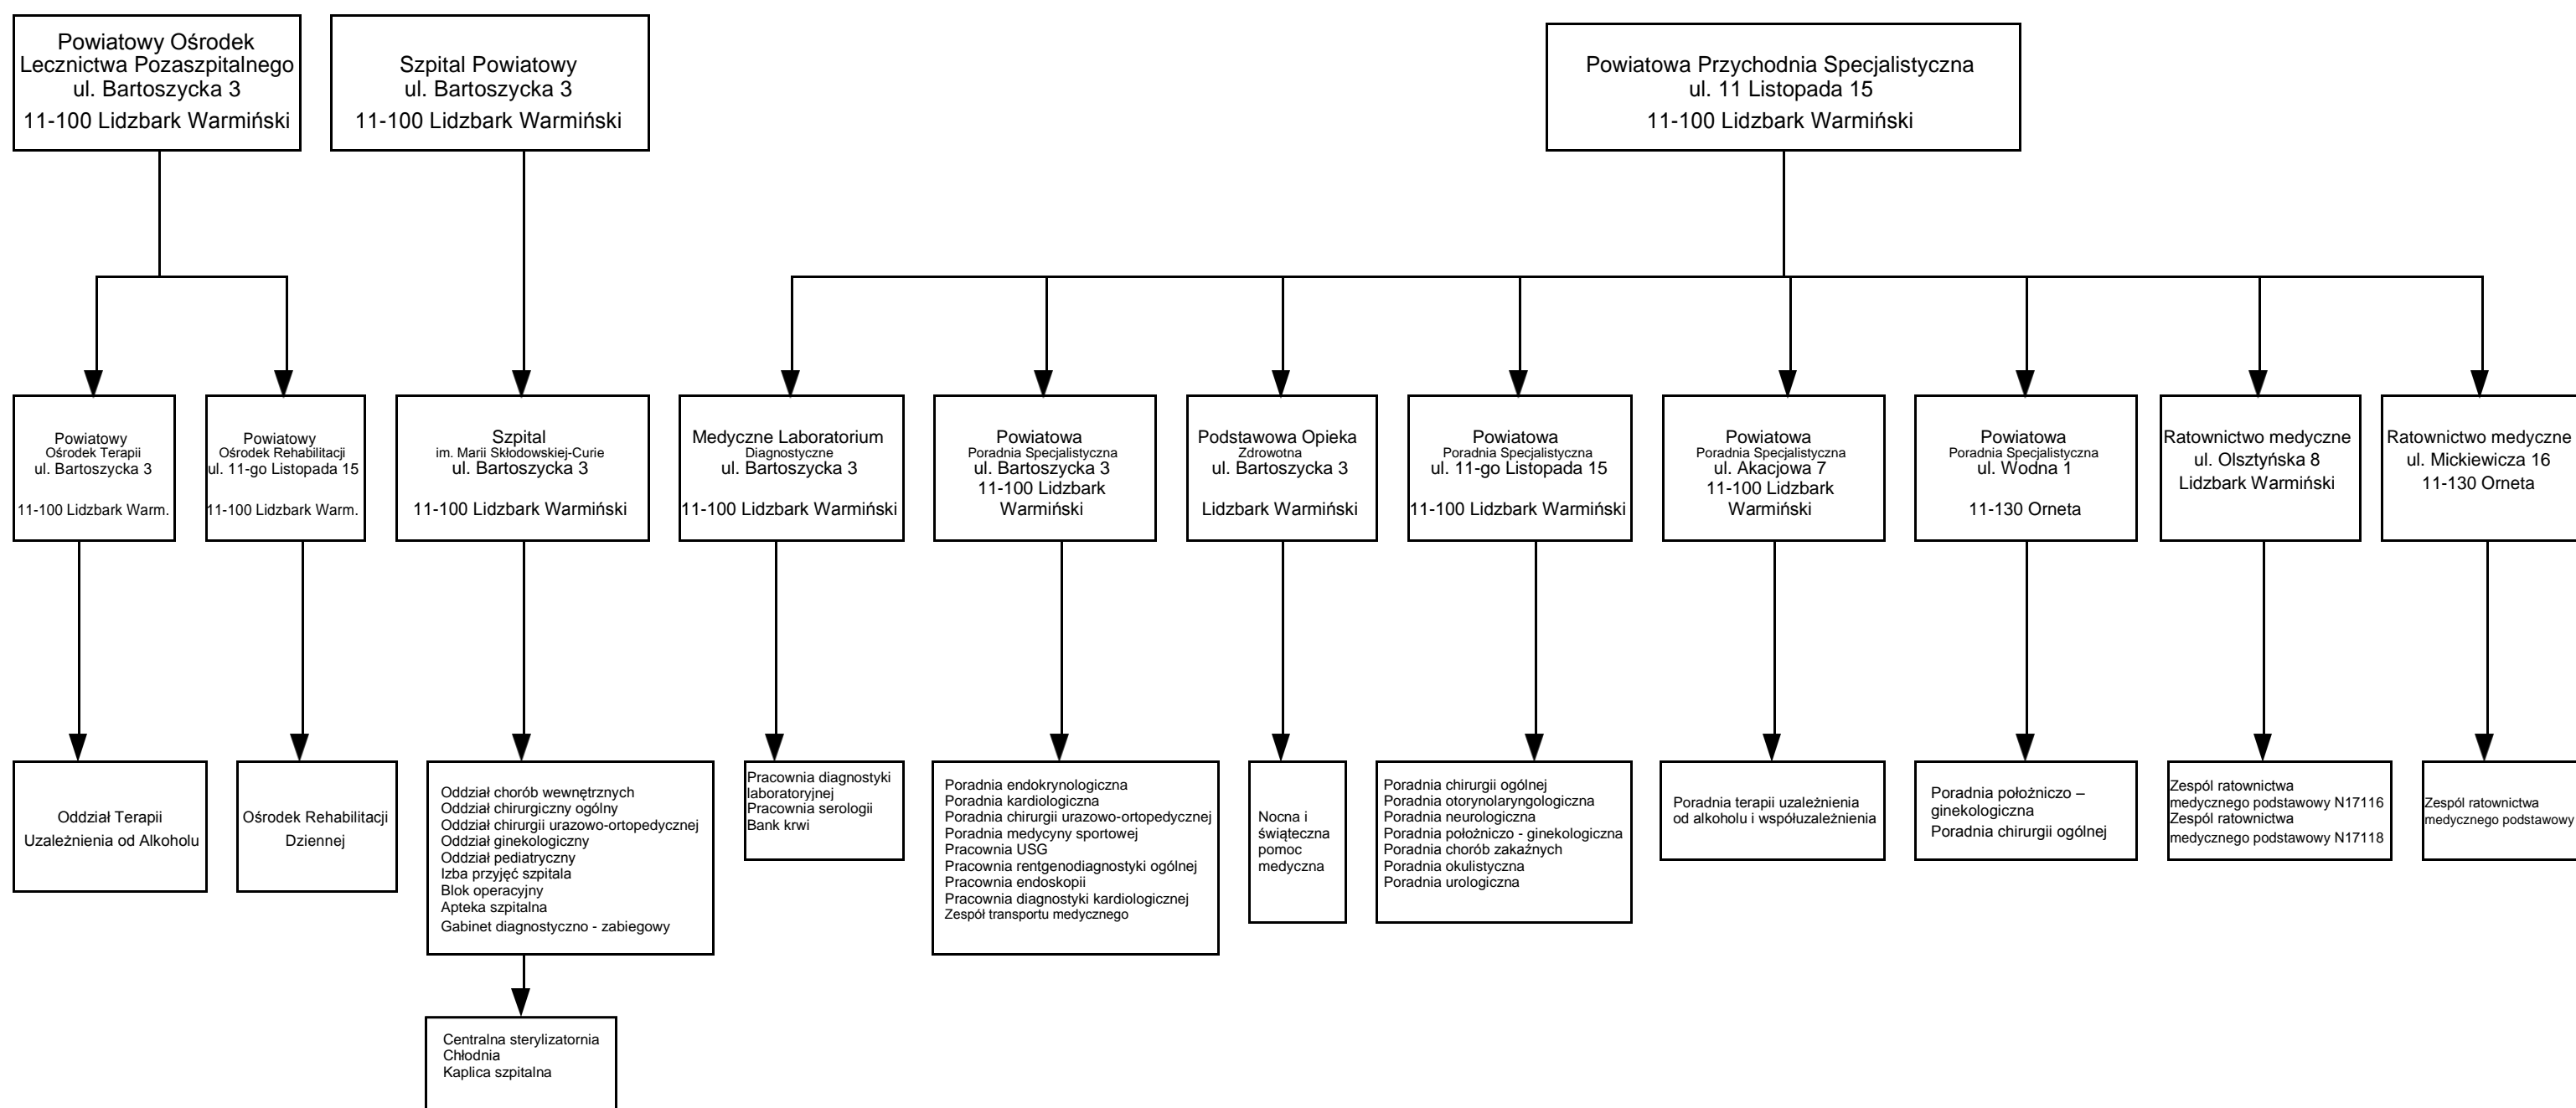 Powiatowy Ośrodek
Lecznictwa Pozaszpitalnego
ul. Bartoszycka 3
11-100 Lidzbark Warmiński
Szpital Powiatowy
ul. Bartoszycka 3
11-100 Lidzbark Warmiński
Powiatowa Przychodnia Specjalistyczna
ul. 11 Listopada 15
11-100 Lidzbark Warmiński
Powiatowy
Ośrodek Terapii
ul. Bartoszycka 3
11-100 Lidzbark Warm.
Powiatowy
Ośrodek Rehabilitacji
ul. 11-go Listopada 15
11-100 Lidzbark Warm.
Szpital
im. Marii Skłodowskiej-Curie
ul. Bartoszycka 3
11-100 Lidzbark Warmiński
Medyczne Laboratorium
Diagnostyczne
ul. Bartoszycka 3
11-100 Lidzbark Warmiński
Powiatowa
Poradnia Specjalistyczna
ul. Bartoszycka 3
11-100 Lidzbark
Warmiński
Podstawowa Opieka
Zdrowotna
ul. Bartoszycka 3
Lidzbark Warmiński
Powiatowa
Poradnia Specjalistyczna
ul. 11-go Listopada 15
11-100 Lidzbark Warmiński
Powiatowa
Poradnia Specjalistyczna
ul. Akacjowa 7
11-100 Lidzbark
Warmiński
Powiatowa
Poradnia Specjalistyczna
ul. Wodna 1
11-130 Orneta
Ratownictwo medyczne
ul. Olsztyńska 8
Lidzbark Warmiński
Ratownictwo medyczne
ul. Mickiewicza 16
11-130 Orneta
Oddział Terapii
Uzależnienia od Alkoholu
Ośrodek Rehabilitacji
Dziennej
Oddział chorób wewnętrznych
Oddział chirurgiczny ogólny
Oddział chirurgii urazowo-ortopedycznej
Oddział ginekologiczny
Oddział pediatryczny
Izba przyjęć szpitala
Blok operacyjny
Apteka szpitalna
Gabinet diagnostyczno - zabiegowy
Pracownia diagnostyki
laboratoryjnej
Pracownia serologii
Bank krwi
Poradnia endokrynologiczna
Poradnia kardiologiczna
Poradnia chirurgii urazowo-ortopedycznej
Poradnia medycyny sportowej
Pracownia USG
Pracownia rentgenodiagnostyki ogólnej
Pracownia endoskopii
Pracownia diagnostyki kardiologicznej
Zespół transportu medycznego
Nocna i
świąteczna
pomoc
medyczna
Poradnia chirurgii ogólnej
Poradnia otorynolaryngologiczna
Poradnia neurologiczna
Poradnia położniczo - ginekologiczna
Poradnia chorób zakaźnych
Poradnia okulistyczna
Poradnia urologiczna
Poradnia terapii uzależnienia
od alkoholu i współuzależnienia
Poradnia położniczo –
ginekologiczna
Poradnia chirurgii ogólnej
Zespól ratownictwa
medycznego podstawowy N17116
Zespól ratownictwa
medycznego podstawowy N17118
Zespól ratownictwa
medycznego podstawowy
Centralna sterylizatornia
Chłodnia
Kaplica szpitalna